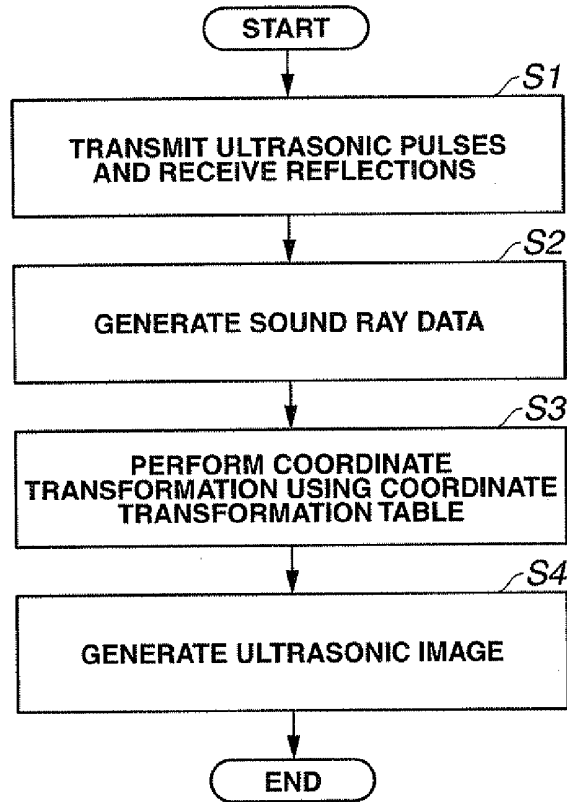 START
S1
TRANSMIT ULTRASONIC PULSES
AND RECEIVE REFLECTIONS
S2
GENERATE SOUND RAY DATA
S3
PERFORM COORDINATE
TRANSFORMATION USING COORDINATE
TRANSFORMATION TABLE
S4
GENERATE ULTRASONIC IMAGE
END